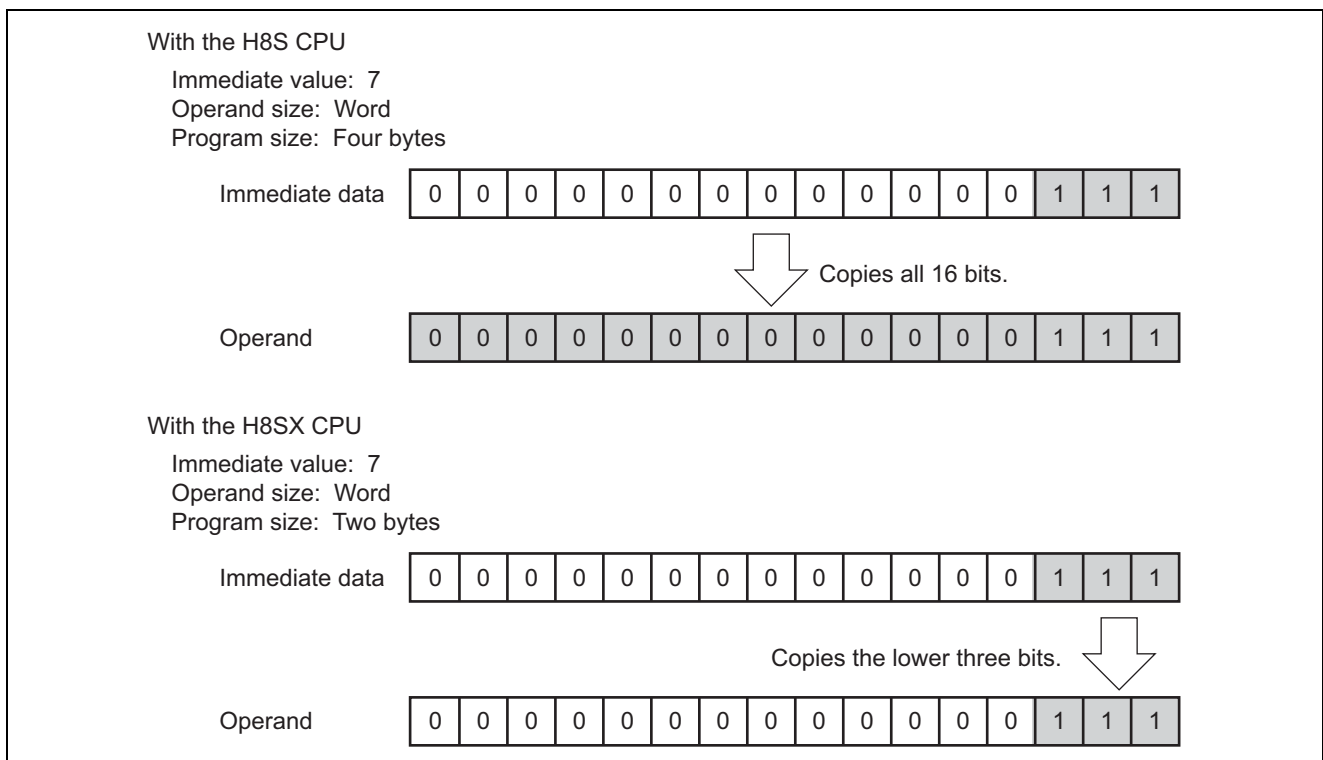 With the H8S CPU
Immediate value: 7
Operand size: Word
Program size: Four bytes
Immediate data 0 0 0 0 0 0 0 0 0 0 0 0 0 1 1 1
Copies all 16 bits.
Operand 0 0 0 0 0 0 0 0 0 0 0 0 0 1 1 1
With the H8SX CPU
Immediate value: 7
Operand size: Word
Program size: Two bytes
Immediate data 0 0 0 0 0 0 0 0 0 0 0 0 0 1 1 1
Copies the lower three bits.
Operand 0 0 0 0 0 0 0 0 0 0 0 0 0 1 1 1